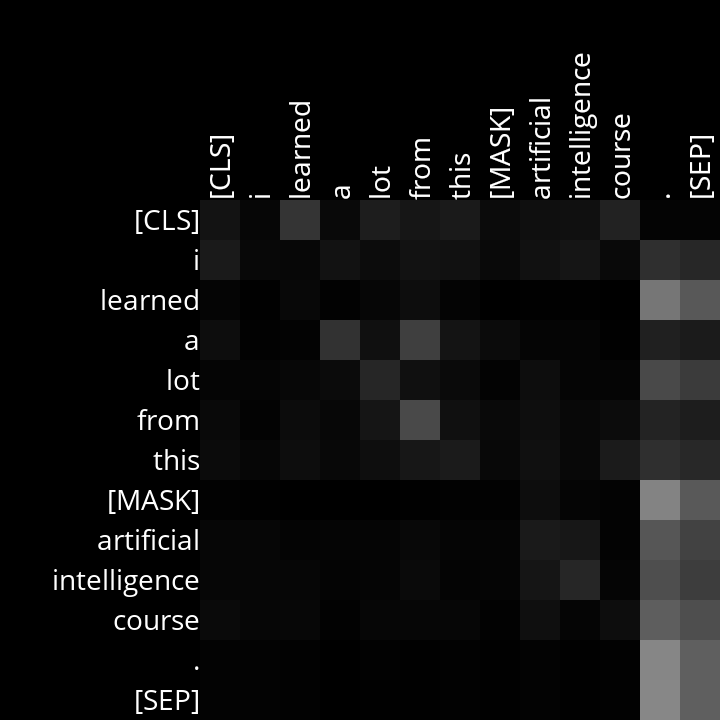 [CLS] i learned a lot from this [MASK] artificial intelligence course . [SEP]
[CLS]
i
learned
a
lot
from
this
[MASK]
artificial
intelligence
course
.
[SEP]